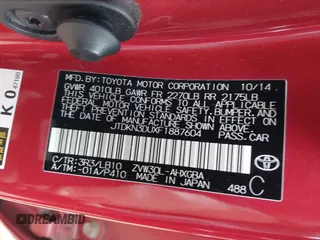 MFD. BY: TOYOTA MOTOR CORPORATION 10/14
GVWR 4010LB GAWR FR 2270LB RR 2175LB
THIS VEHICLE CONFORMS TO ALL APPLICABLE
FEDERAL MOTOR VEHICLE SAFETY, BUMPER, AND
THEFT PREVENTION STANDARDS IN EFFECT ON
THE DATE OF MANUFACTURE SHOWN ABOVE.
JTDKN3DUXF1887604 PASS.CAR
C/TR: 3R3/LB10 ZVW30L-AHXGBA
A/TM: -01A/P410 MADE IN JAPAN
488 C
TOYOTA
K 0
DREAMBID